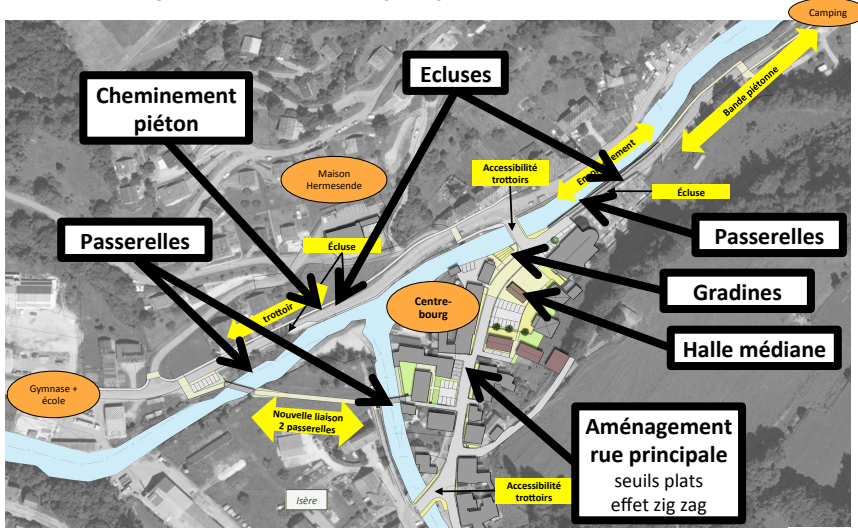 Camping
Ecluses
Cheminement
piéton
Bande piétonne
Maison
Hermesende
Accessibilité
trottoirs
Enrochement
Écluse
Passerelles
Écluse
Passerelles
Gradines
trottoir
Centre-
bourg
Halle médiane
Gymnase +
école
Nouvelle liaison
2 passerelles
Aménagement
rue principale
seuils plats
effet zig zag
Accessibilité
trottoirs
Isère